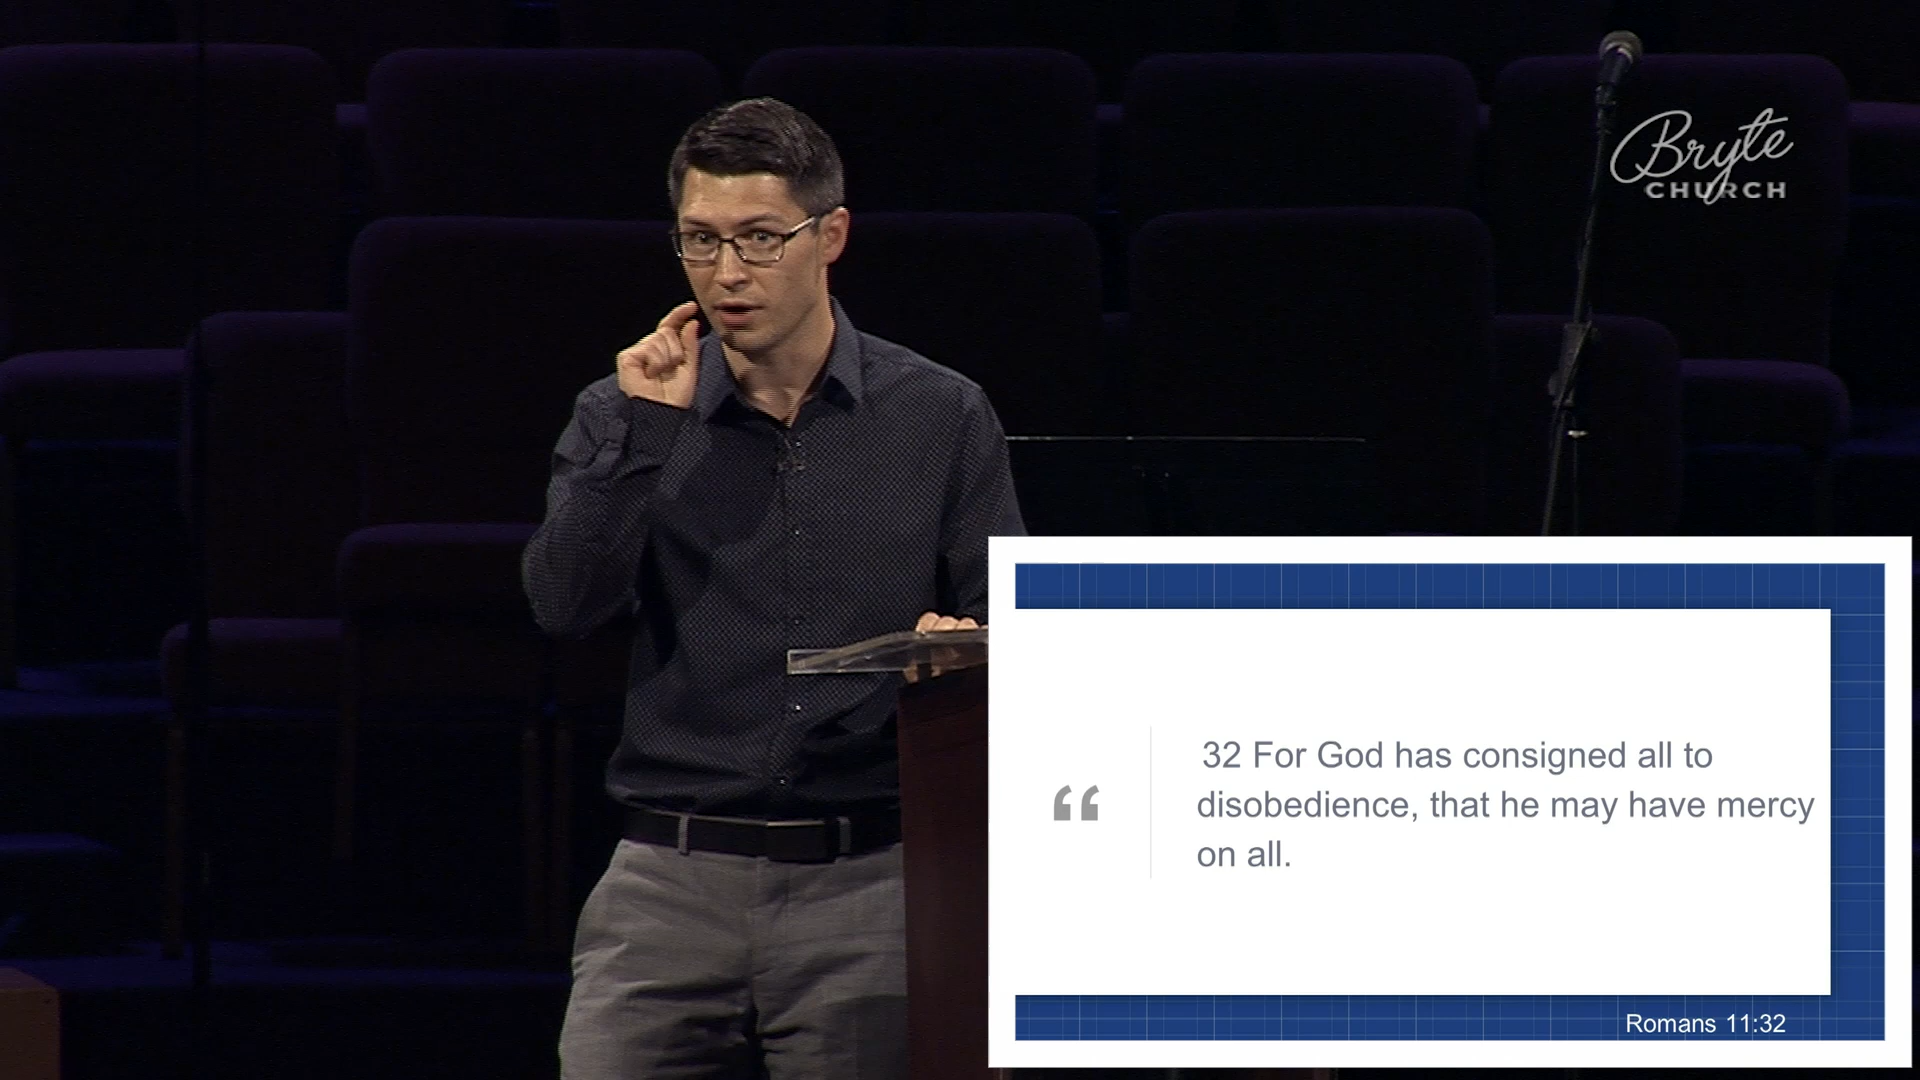 Bryte
CHURCH
32 For God has consigned all to
disobedience, that he may have mercy
on all.
Romans 11:32